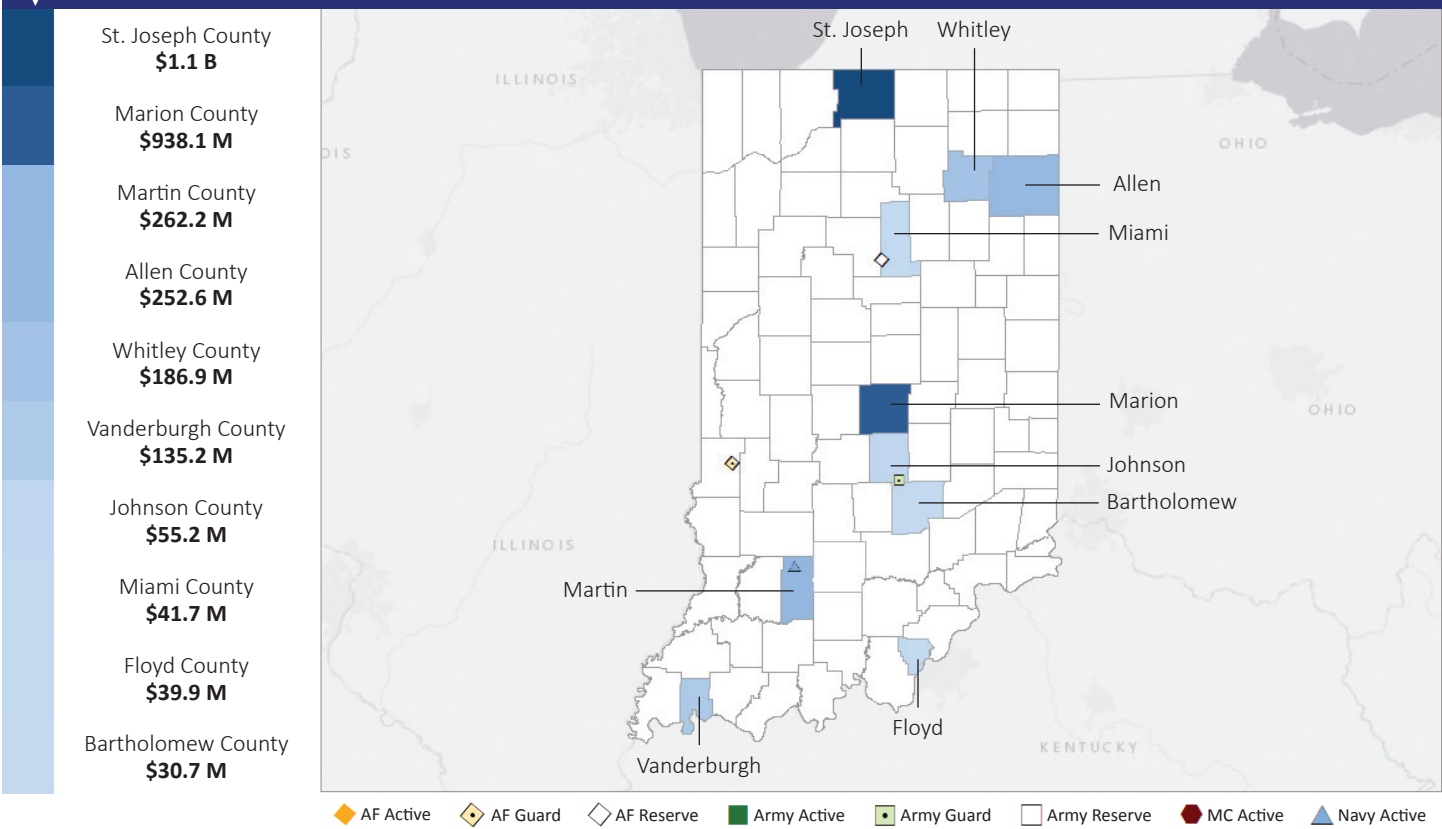 St. Joseph County
$1.1 B
Marion County
$938.1 M
Martin County
$262.2 M
Allen County
$252.6 M
Whitley County
$186.9 M
Vanderburgh County
$135.2 M
Johnson County
$55.2 M
Miami County
$41.7 M
Floyd County
$39.9 M
Bartholomew County
$30.7 M
St. Joseph
Whitley
ILLINOIS
OIS
OHIO
Allen
Miami
Marion
OHIO
Johnson
Bartholomew
ILLINOIS
Martin
Floyd
KENTUCKY
Vanderburgh
AF Active
AF Guard
AF Reserve
Army Active
Army Guard
Army Reserve
MC Active
Navy Active